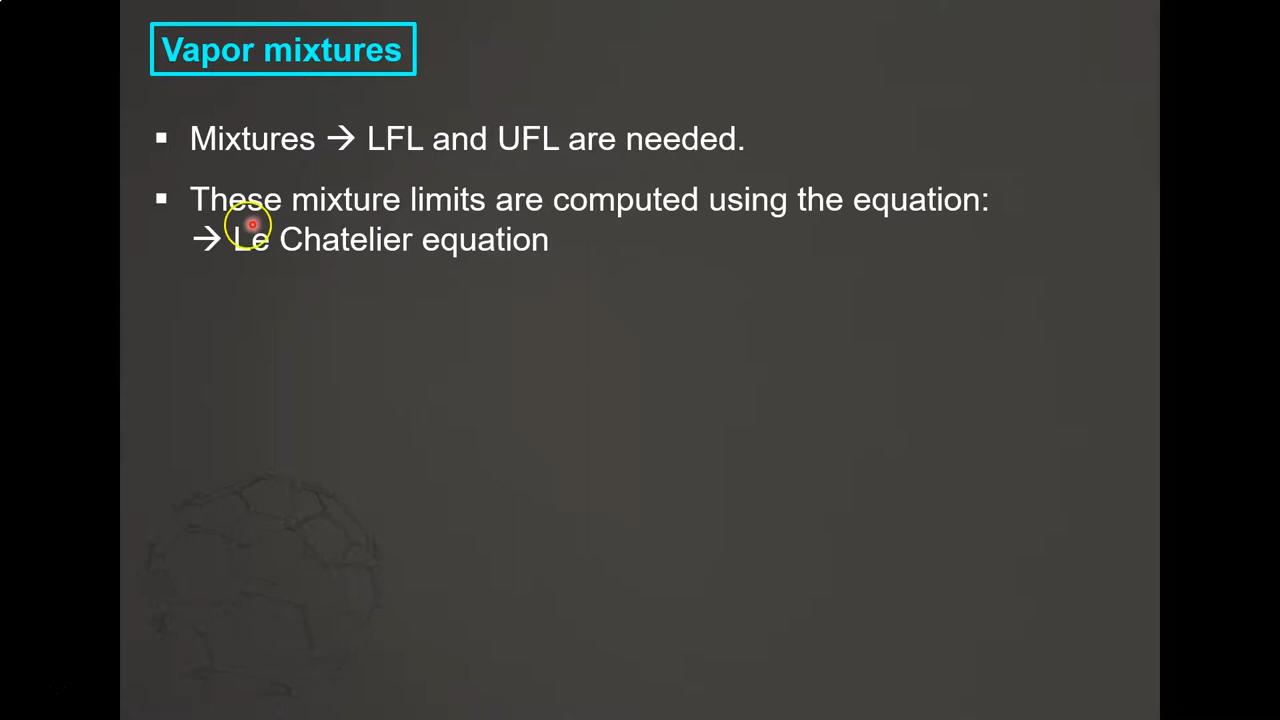 Vapor mixtures
▪ Mixtures → LFL and UFL are needed.
▪ These mixture limits are computed using the equation:
→ Le Chatelier equation